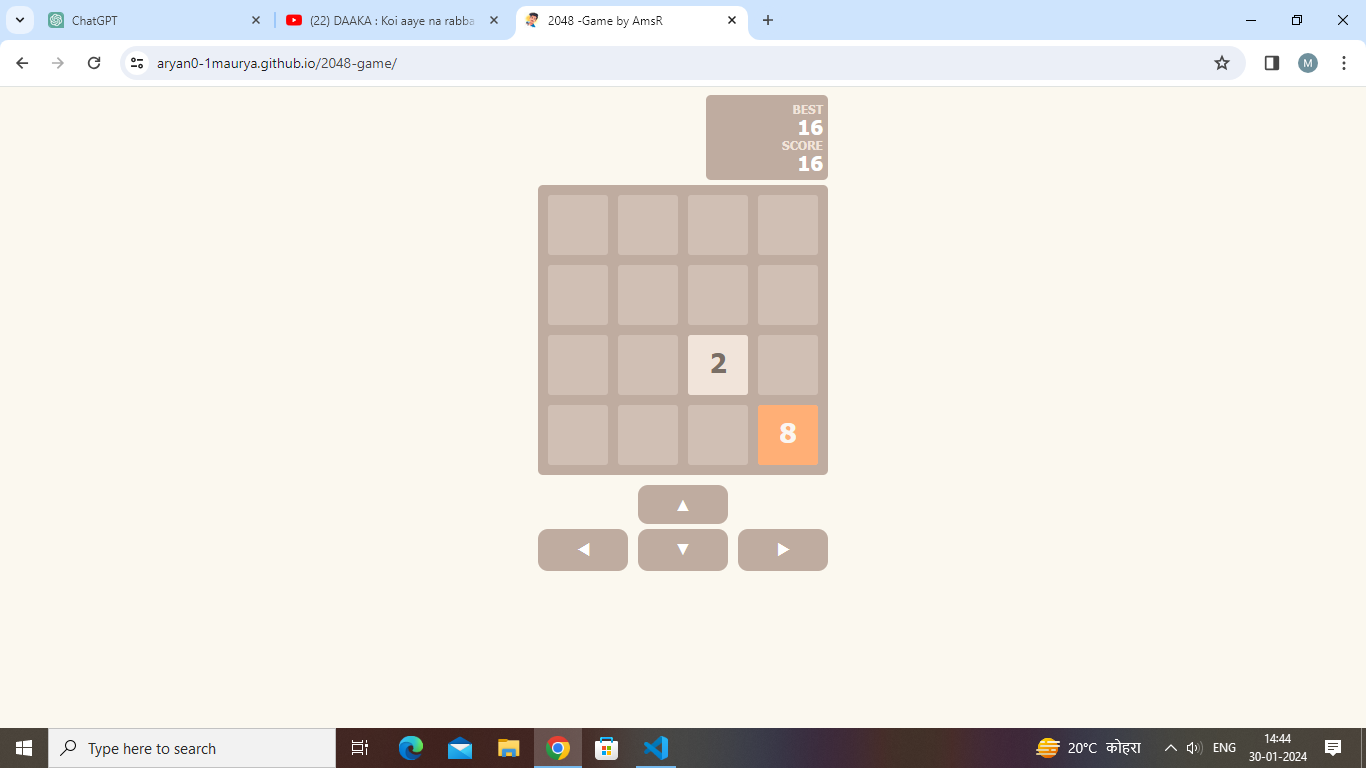 ChatGPT
(22) DAAKA : Koi aaye na rabba
2048 -Game by AmsR
aryan0-1maurya.github.io/2048-game/
M
BEST
16
SCORE
16
2
8
▲
◀ ▼ ▶
Type here to search
20°C कोहरा
ENG
14:44
30-01-2024